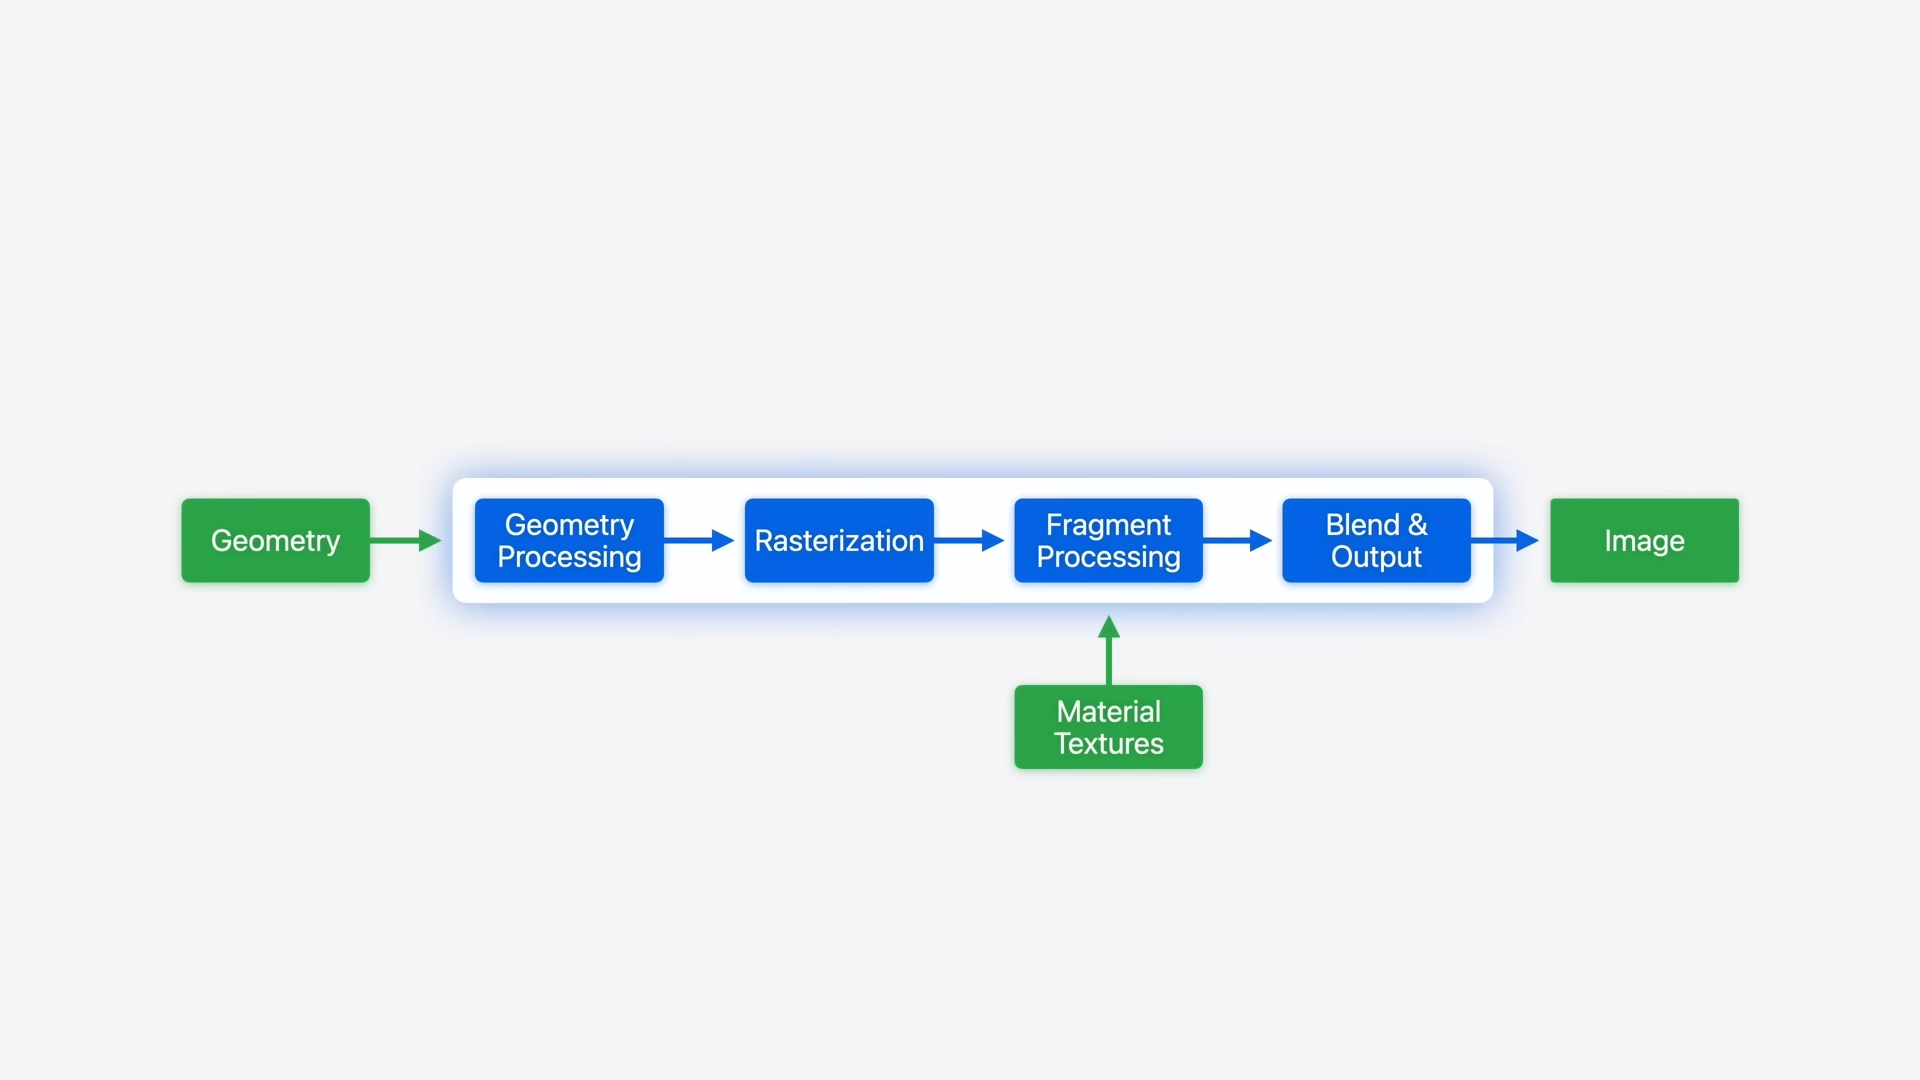 Geometry
Geometry
Processing
Rasterization
Fragment
Processing
Blend &
Output
Image
Material
Textures